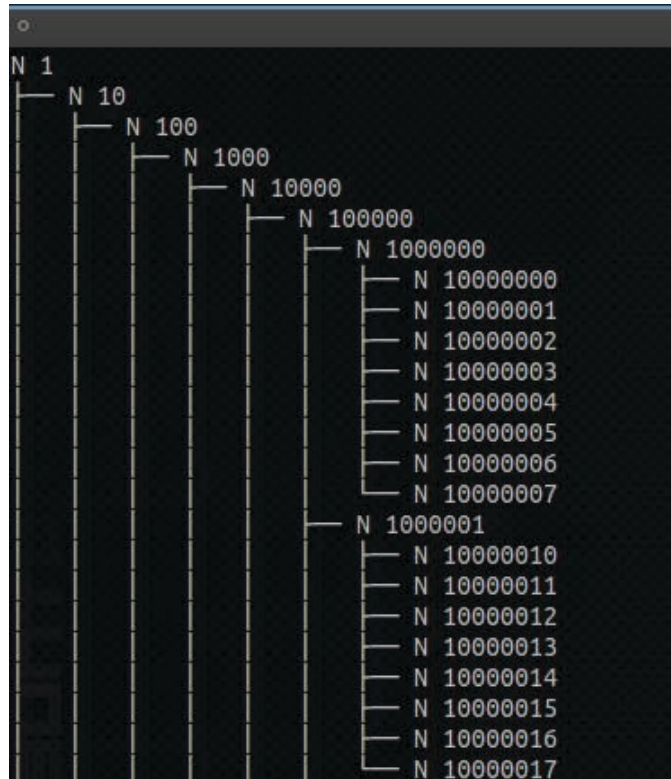 N 1
├── N 10
│   ├── N 100
│   │   ├── N 1000
│   │   │   ├── N 10000
│   │   │   │   ├── N 100000
│   │   │   │   │   ├── N 1000000
│   │   │   │   │   │   ├── N 10000000
│   │   │   │   │   │   ├── N 10000001
│   │   │   │   │   │   ├── N 10000002
│   │   │   │   │   │   ├── N 10000003
│   │   │   │   │   │   ├── N 10000004
│   │   │   │   │   │   ├── N 10000005
│   │   │   │   │   │   ├── N 10000006
│   │   │   │   │   │   └── N 10000007
│   │   │   │   │   ├── N 1000001
│   │   │   │   │   │   ├── N 10000010
│   │   │   │   │   │   ├── N 10000011
│   │   │   │   │   │   ├── N 10000012
│   │   │   │   │   │   ├── N 10000013
│   │   │   │   │   │   ├── N 10000014
│   │   │   │   │   │   ├── N 10000015
│   │   │   │   │   │   ├── N 10000016
│   │   │   │   │   │   └── N 10000017